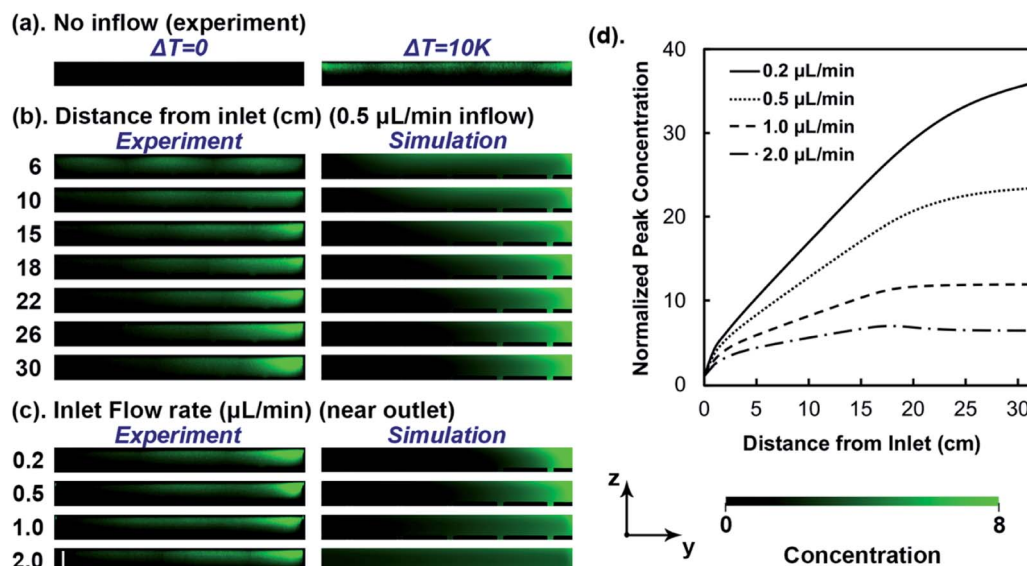 (a). No inflow (experiment)
ΔT=0 ΔT=10K
(b). Distance from inlet (cm) (0.5 µL/min inflow)
Experiment Simulation
6
10
15
18
22
26
30
(c). Inlet Flow rate (µL/min) (near outlet)
Experiment Simulation
0.2
0.5
1.0
2.0
(d).
Normalized Peak Concentration
40
30
20
10
0
0.2 µL/min
0.5 µL/min
1.0 µL/min
2.0 µL/min
0 5 10 15 20 25 30
Distance from Inlet (cm)
z
y
0 8
Concentration